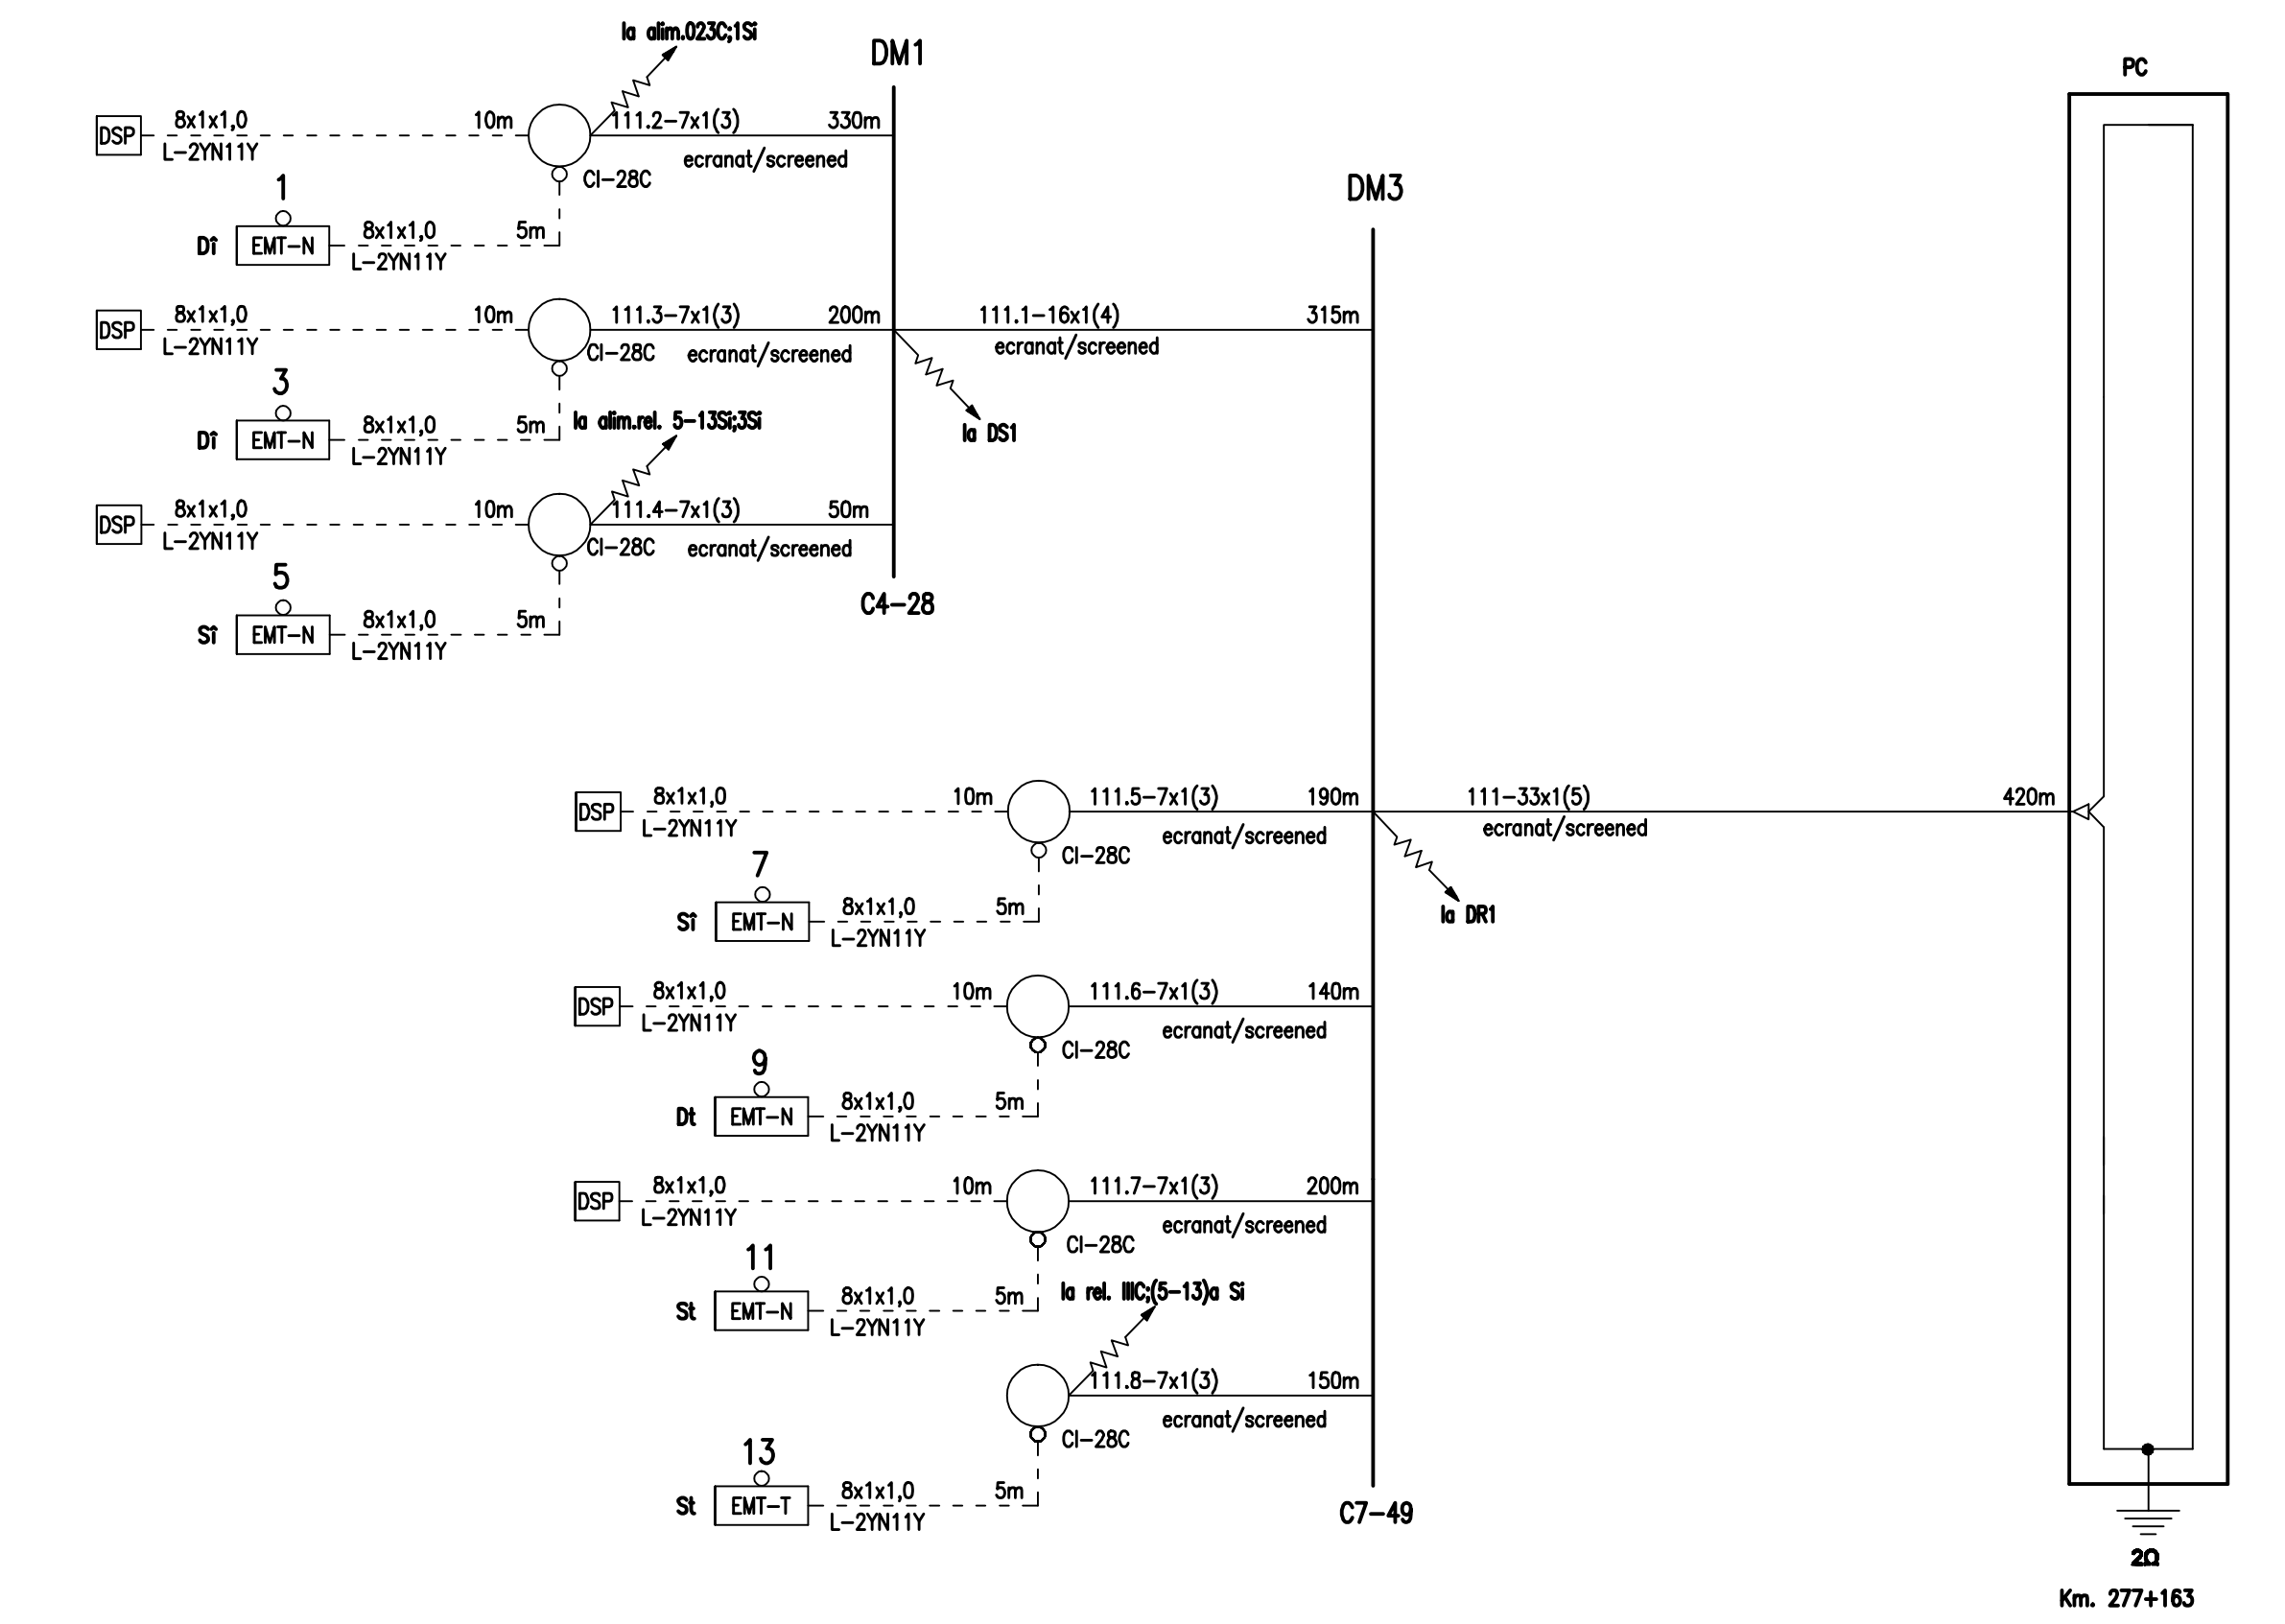 la alim.023C;1Si
DM1
PC
DSP
8x1x1,0
10m
111.2-7x1(3)
330m
L-2YN11Y
ecranat/screened
CI-28C
1
DM3
Dî
EMT-N
8x1x1,0
5m
L-2YN11Y
DSP
8x1x1,0
10m
111.3-7x1(3)
200m
111.1-16x1(4)
315m
L-2YN11Y
CI-28C
ecranat/screened
ecranat/screened
3
la alim.rel. 5-13Si;3Si
la DS1
Dî
EMT-N
8x1x1,0
5m
L-2YN11Y
DSP
8x1x1,0
10m
111.4-7x1(3)
50m
L-2YN11Y
CI-28C
ecranat/screened
5
C4-28
Sî
EMT-N
8x1x1,0
5m
L-2YN11Y
DSP
8x1x1,0
10m
111.5-7x1(3)
190m
111-33x1(5)
420m
L-2YN11Y
ecranat/screened
ecranat/screened
CI-28C
7
Sî
EMT-N
8x1x1,0
5m
la DR1
L-2YN11Y
DSP
8x1x1,0
10m
111.6-7x1(3)
140m
L-2YN11Y
ecranat/screened
CI-28C
9
Dt
EMT-N
8x1x1,0
5m
L-2YN11Y
DSP
8x1x1,0
10m
111.7-7x1(3)
200m
L-2YN11Y
ecranat/screened
CI-28C
11
la rel. IIIC;(5-13)a Si
St
EMT-N
8x1x1,0
5m
L-2YN11Y
111.8-7x1(3)
150m
ecranat/screened
CI-28C
13
St
EMT-T
8x1x1,0
5m
L-2YN11Y
C7-49
2Ω
Km. 277+163